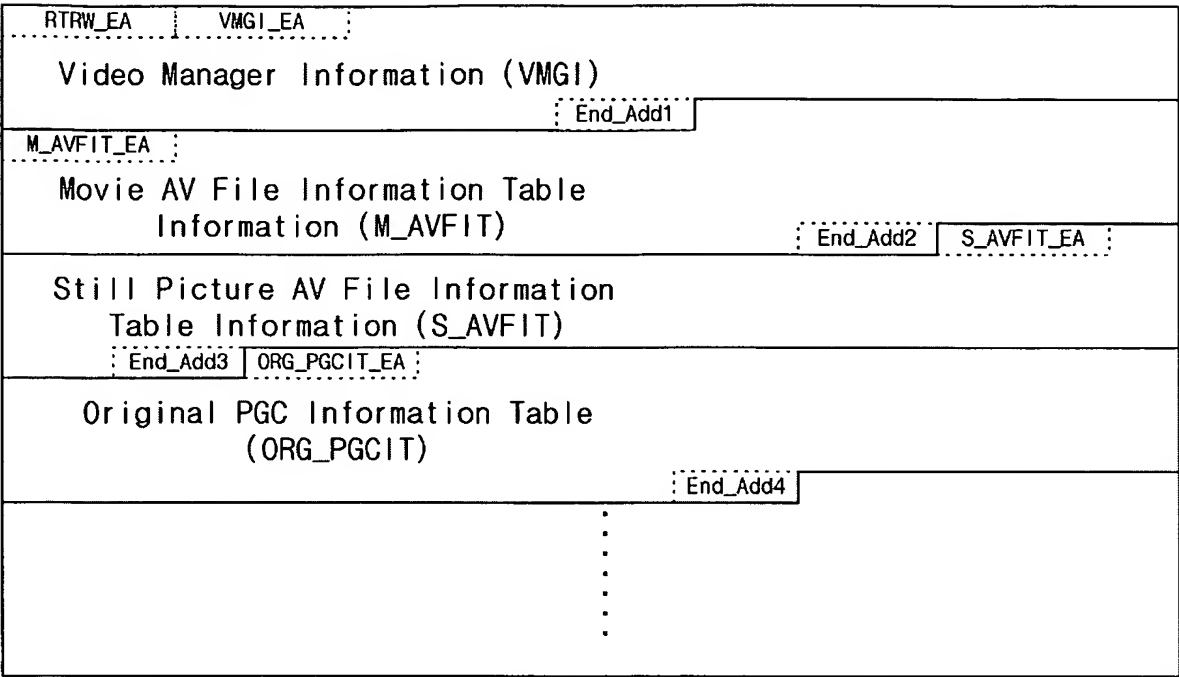 RTRW_EA VMGI_EA
Video Manager Information (VMGI)
End_Add1
M_AVFIT_EA
Movie AV File Information Table
Information (M_AVFIT)
End_Add2 S_AVFIT_EA
Still Picture AV File Information
Table Information (S_AVFIT)
End_Add3 ORG_PGCIT_EA
Original PGC Information Table
(ORG_PGCIT)
End_Add4